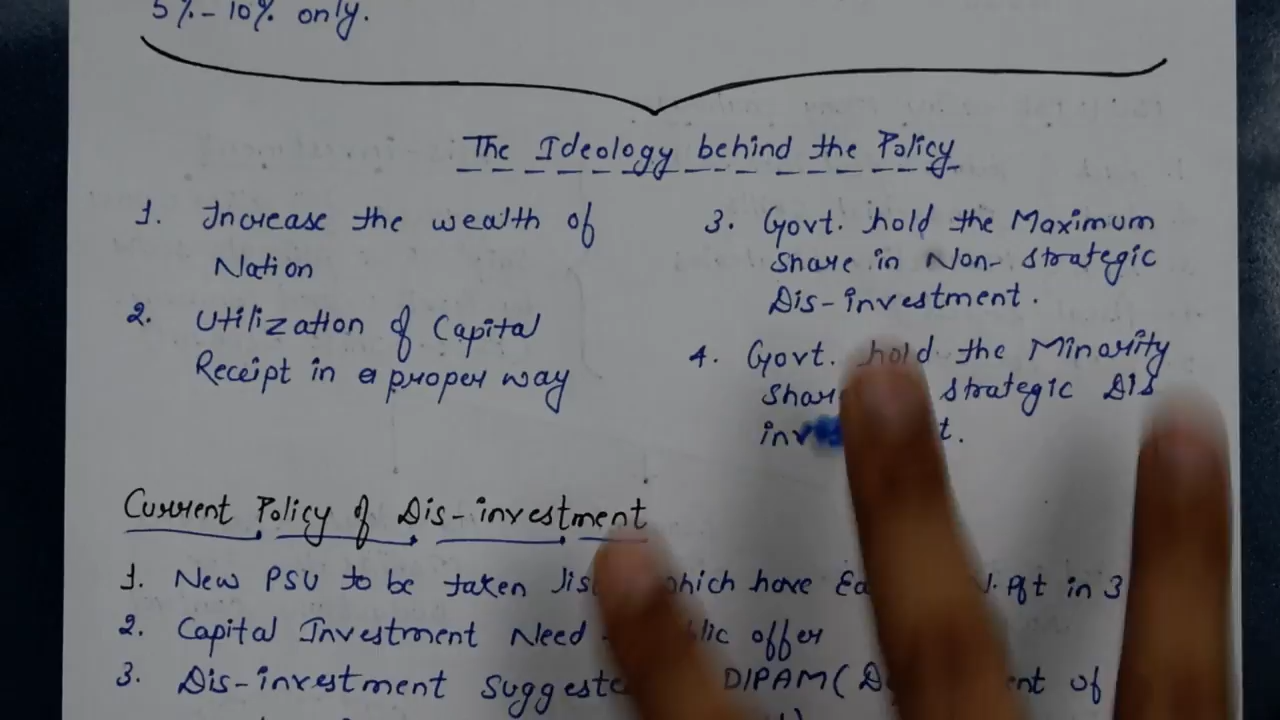 5%-10% only.
The Ideology behind the Policy
1. Increase the wealth of
Nation
2. Utilization of Capital
Receipt in a proper way
3. Govt. hold the Maximum
Share in Non-strategic
Dis-investment.
4. Govt. hold the Minority
strategic Dis
Current Policy of Dis-investment
1. New PSU to be taken have in 3
2. Capital Investment Need offer
3. Dis-investment DIPAM( of